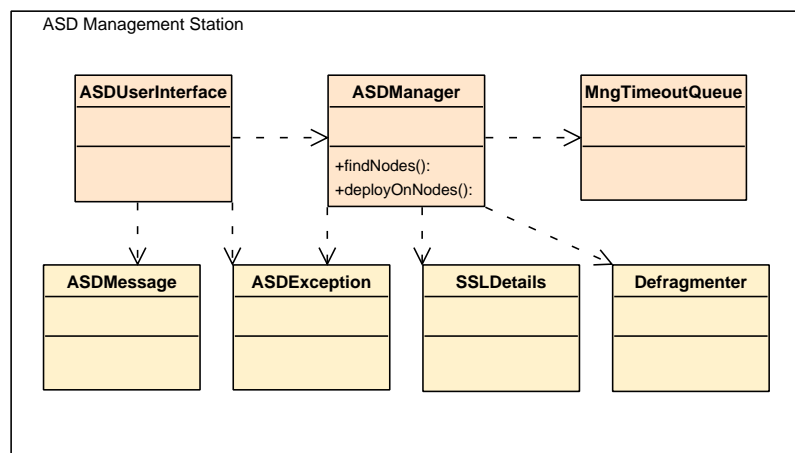 ASD Management Station
ASDUserInterface
ASDManager
MngTimeoutQueue
+findNodes():
+deployOnNodes():
ASDMessage
ASDException
SSLDetails
Defragmenter